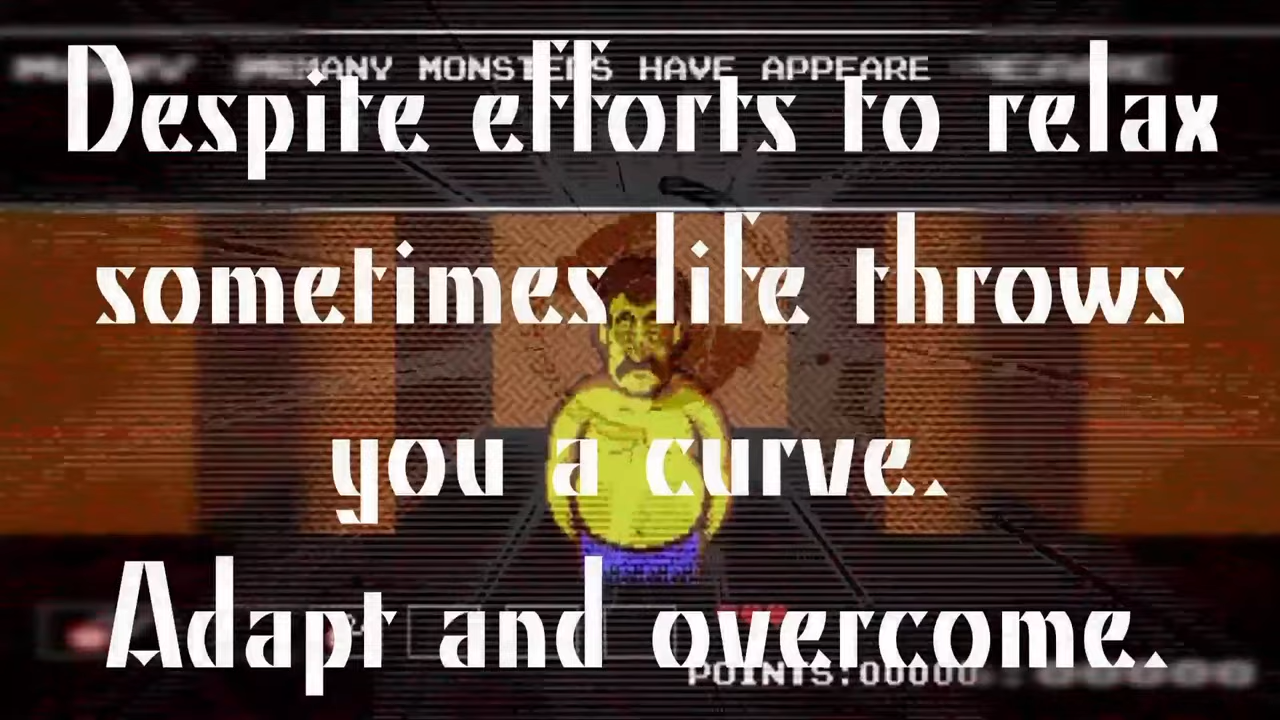 MANY MONSTERS HAVE APPEARE
Despite efforts to relax
sometimes life throws
you a curve.
Adapt and overcome.
POINTS:00000